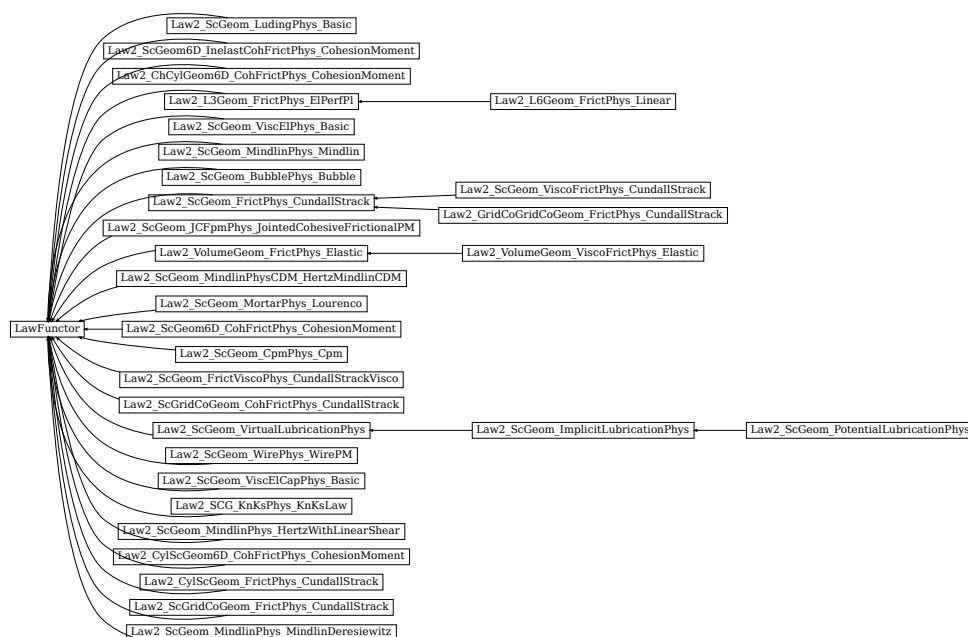 Law2_ScGeom_LudingPhys_Basic
Law2_ScGeom6D_InelastCohFrictPhys_CohesionMoment
Law2_ChCylGeom6D_CohFrictPhys_CohesionMoment
Law2_L3Geom_FrictPhys_ElPerfPl
Law2_L6Geom_FrictPhys_Linear
Law2_ScGeom_ViscElPhys_Basic
Law2_ScGeom_MindlinPhys_Mindlin
Law2_ScGeom_BubblePhys_Bubble
Law2_ScGeom_ViscoFrictPhys_CundallStrack
Law2_ScGeom_FrictPhys_CundallStrack
Law2_GridCoGridCoGeom_FrictPhys_CundallStrack
Law2_ScGeom_JCFpmPhys_JointedCohesiveFrictionalPM
Law2_VolumeGeom_FrictPhys_Elastic
Law2_VolumeGeom_ViscoFrictPhys_Elastic
Law2_ScGeom_MindlinPhysCDM_HertzMindlinCDM
Law2_ScGeom_MortarPhys_Lourenco
LawFunctor
Law2_ScGeom6D_CohFrictPhys_CohesionMoment
Law2_ScGeom_CpmPhys_Cpm
Law2_ScGeom_FrictViscoPhys_CundallStrackVisco
Law2_ScGridCoGeom_CohFrictPhys_CundallStrack
Law2_ScGeom_VirtualLubricationPhys
Law2_ScGeom_ImplicitLubricationPhys
Law2_ScGeom_PotentialLubricationPhys
Law2_ScGeom_WirePhys_WirePM
Law2_ScGeom_ViscElCapPhys_Basic
Law2_SCG_KnKsPhys_KnKsLaw
Law2_ScGeom_MindlinPhys_HertzWithLinearShear
Law2_CylScGeom6D_CohFrictPhys_CohesionMoment
Law2_CylScGeom_FrictPhys_CundallStrack
Law2_ScGridCoGeom_FrictPhys_CundallStrack
Law2_ScGeom_MindlinPhys_MindlinDeresiewitz